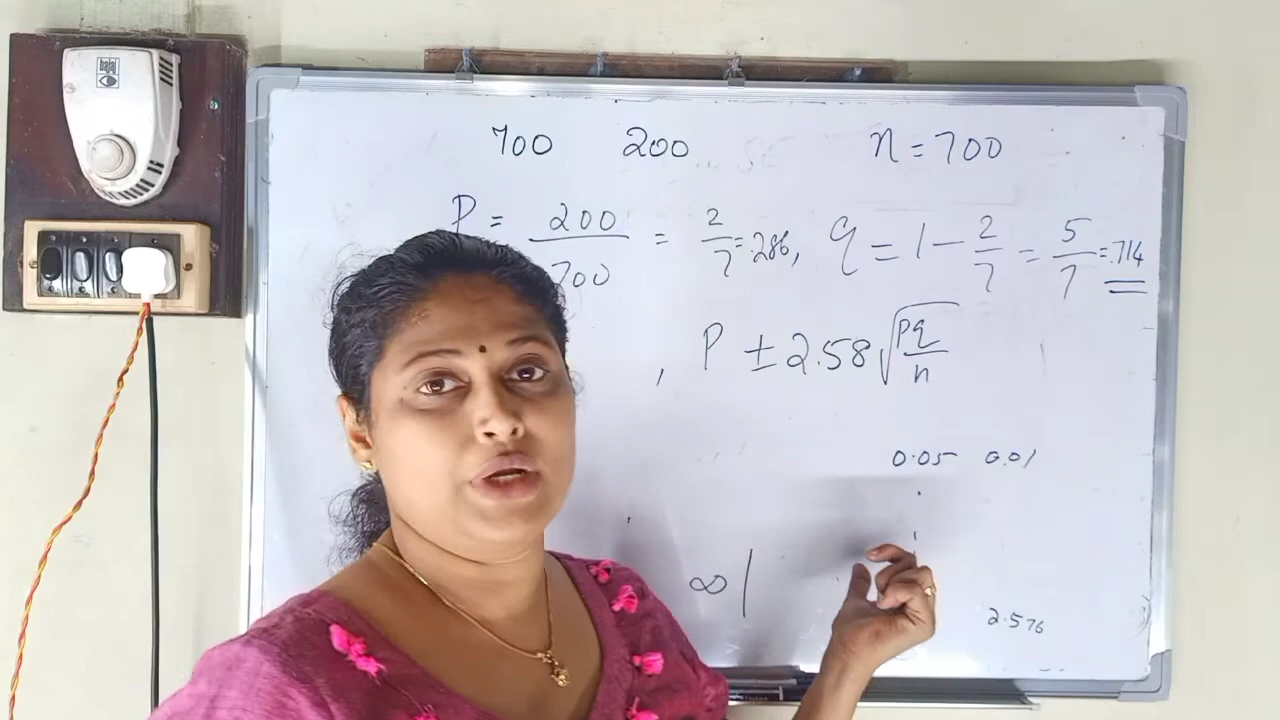 bajaj
700 200 n = 700
P = 200/700 = 2/7 = .286, q = 1 - 2/7 = 5/7 = .714
, P ± 2.58 √(pq/n)
0.05 0.01
∞
2.576